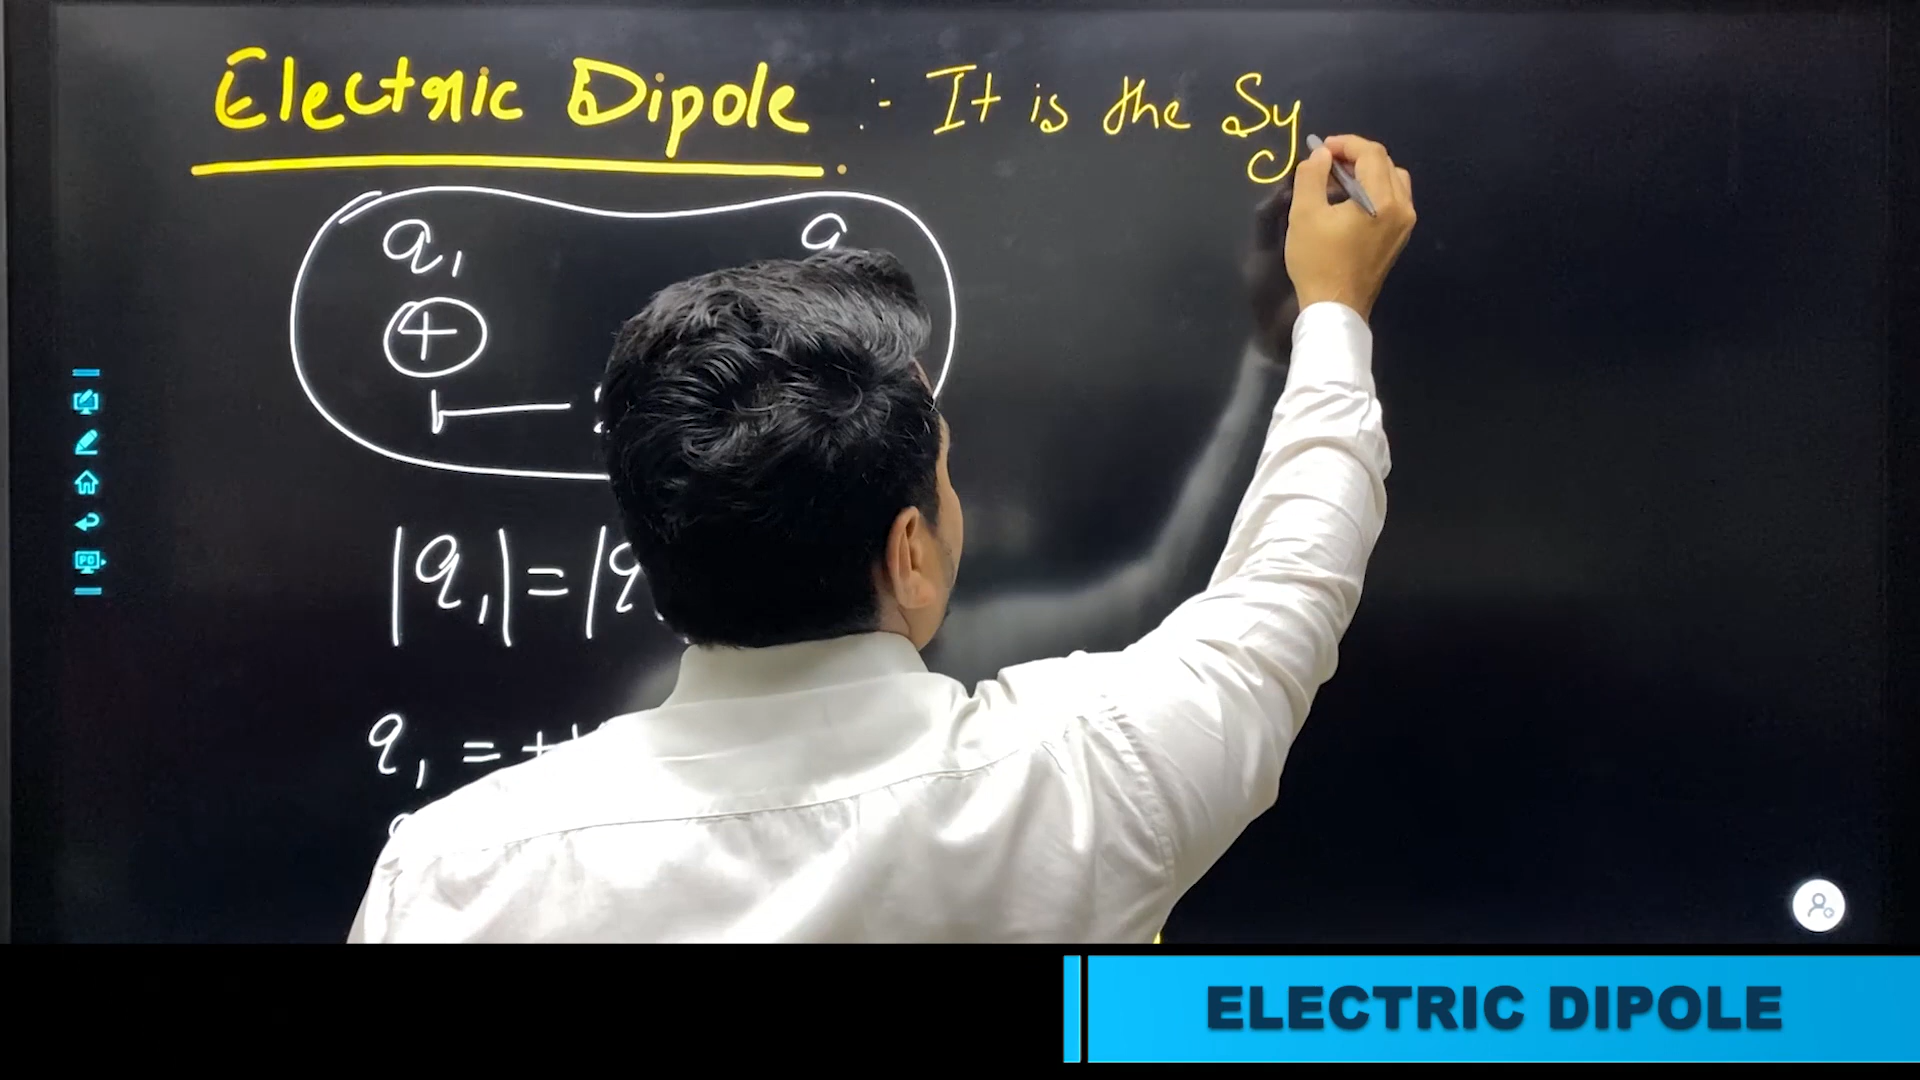 Electric Dipole :- It is the Sy
q₁ q
+
|q₁| = |q
q₁ = +
ELECTRIC DIPOLE